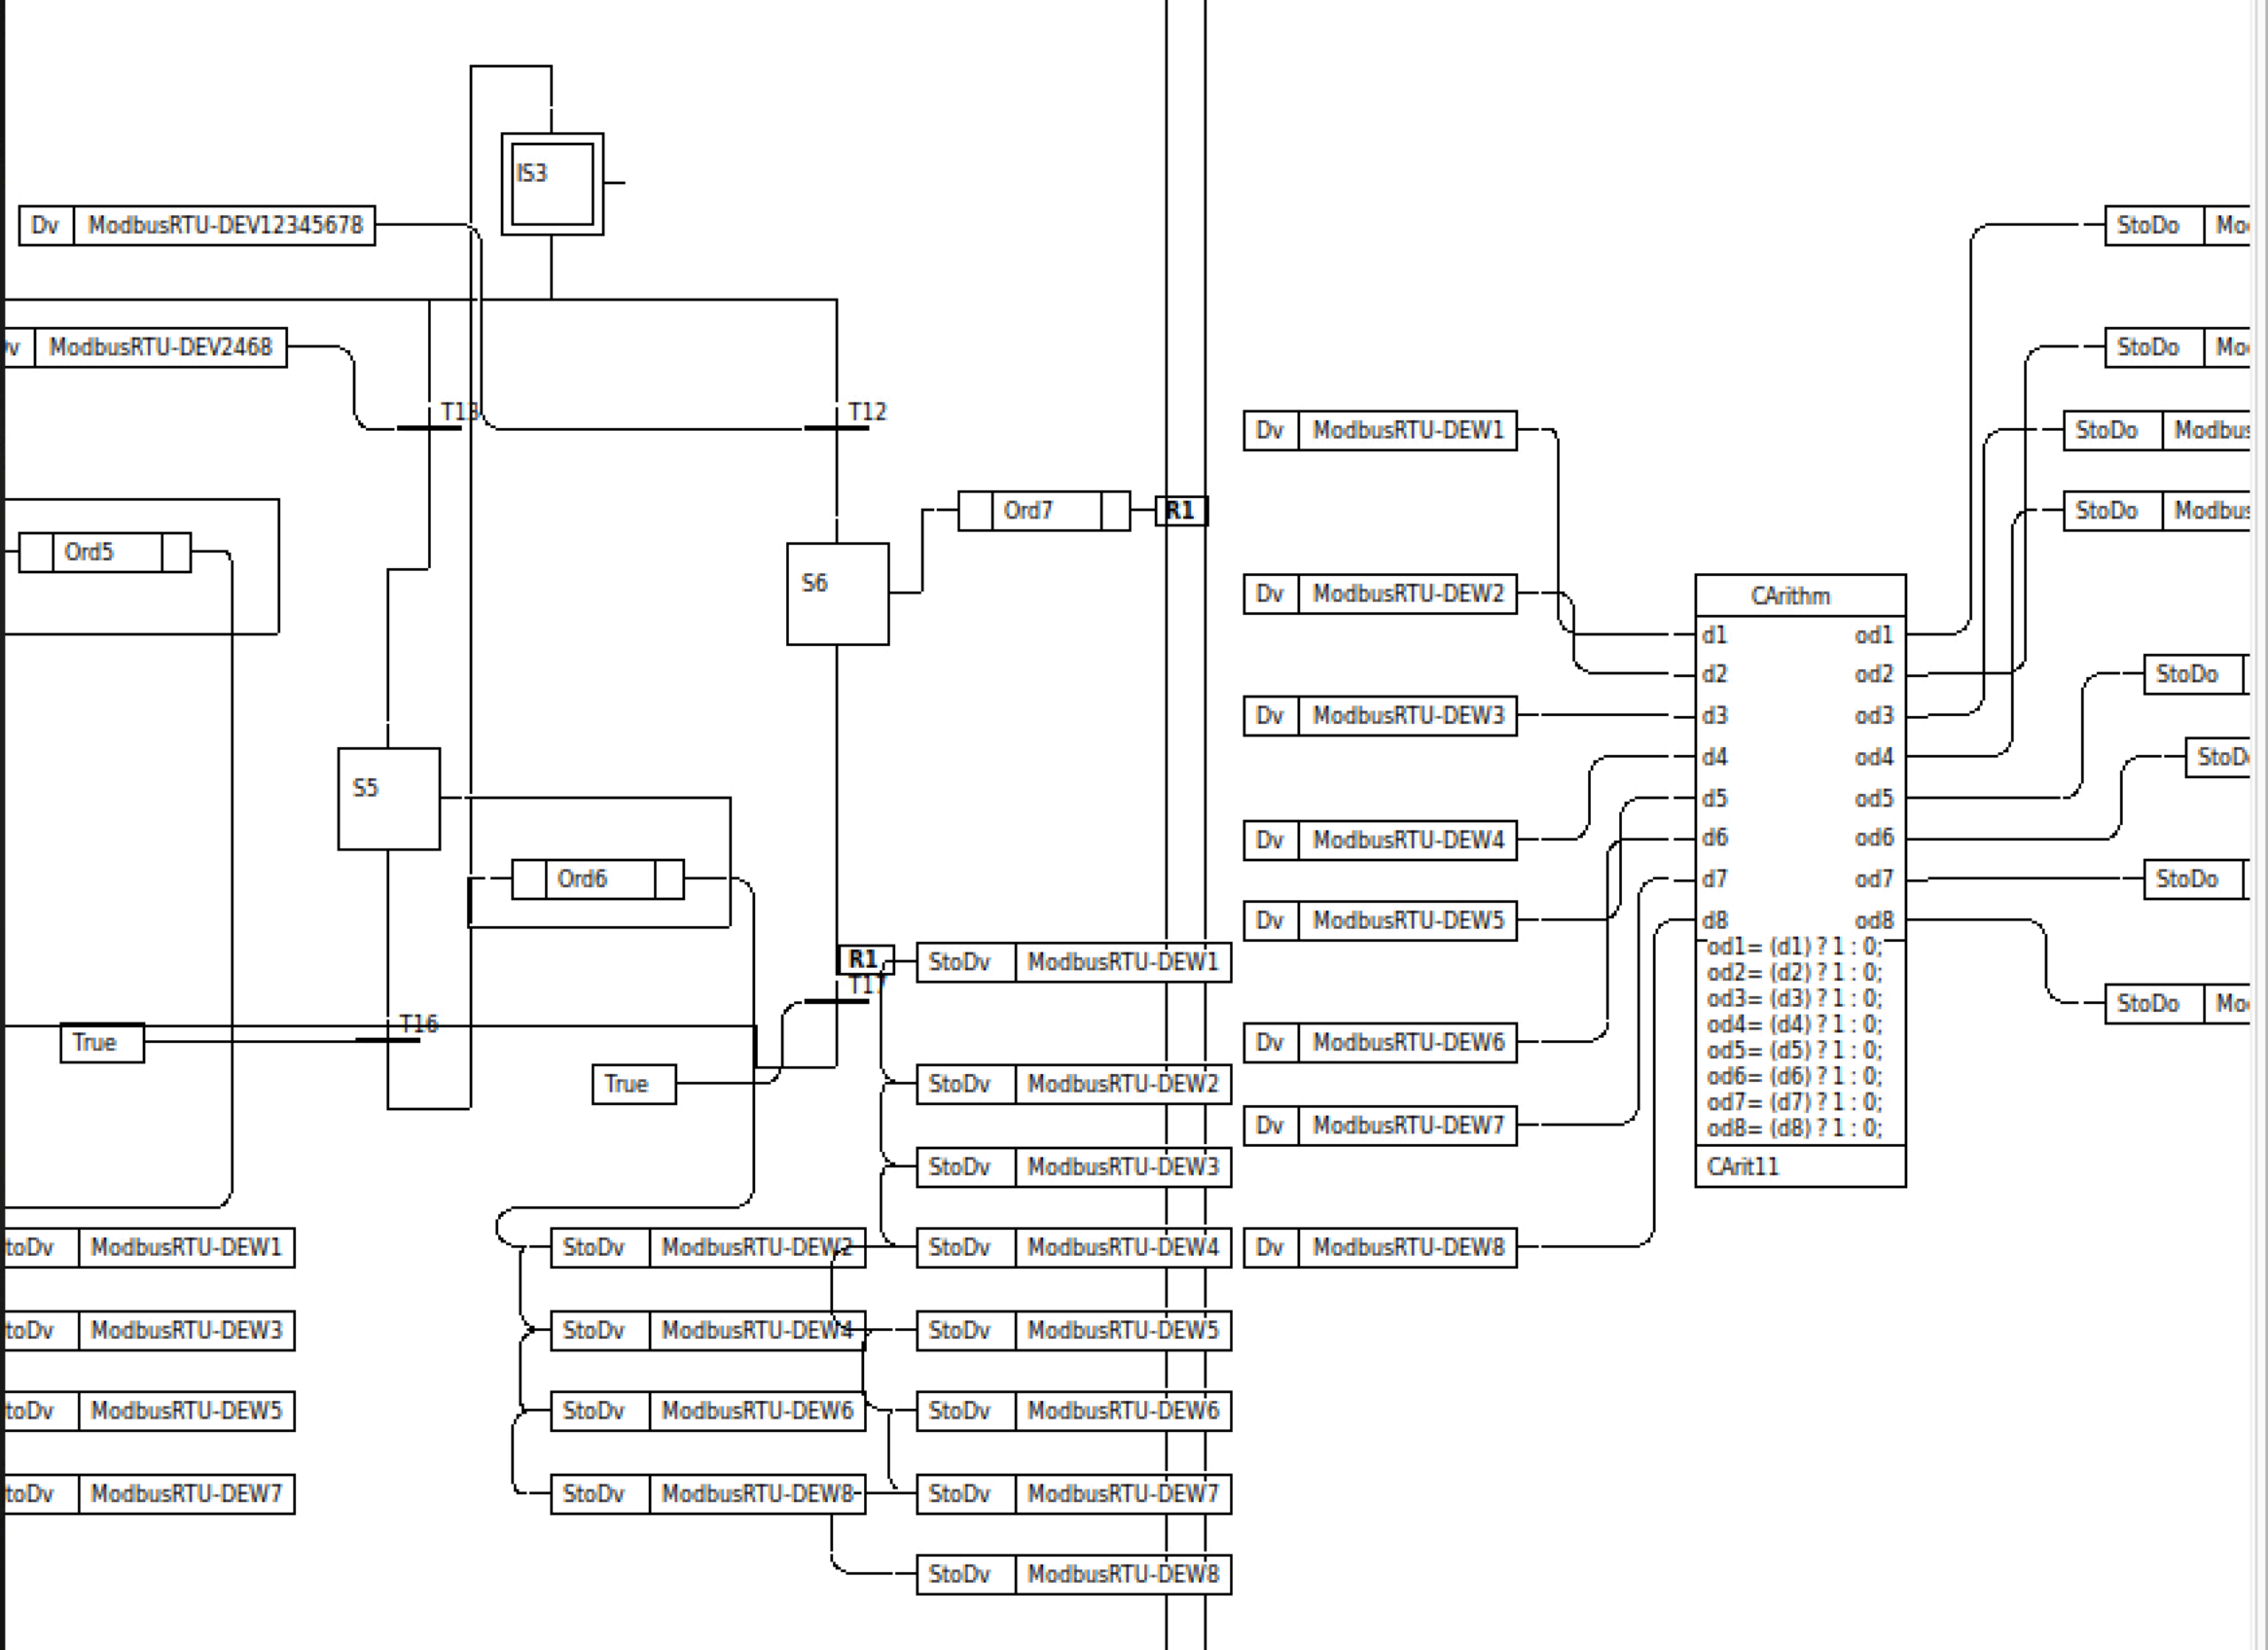 IS3
Dv ModbusRTU-DEV12345678
StoDo
ModbusRTU-DEV2468
StoDo
T13
T12
Dv ModbusRTU-DEW1
StoDo
Ord7
R1
StoDo
Ord5
S6
Dv ModbusRTU-DEW2
CArithm
d1 od1
d2 od2
StoDo
Dv ModbusRTU-DEW3
d3 od3
d4 od4
S5
d5 od5
Dv ModbusRTU-DEW4
d6 od6
Ord6
d7 od7
StoDo
Dv ModbusRTU-DEW5
d8 od8
od1= (d1) ? 1 : 0;
od2= (d2) ? 1 : 0;
od3= (d3) ? 1 : 0;
od4= (d4) ? 1 : 0;
od5= (d5) ? 1 : 0;
od6= (d6) ? 1 : 0;
od7= (d7) ? 1 : 0;
od8= (d8) ? 1 : 0;
CArit11
StoDo
R1
StoDv ModbusRTU-DEW1
T17
T16
True
Dv ModbusRTU-DEW6
True
StoDv ModbusRTU-DEW2
Dv ModbusRTU-DEW7
StoDv ModbusRTU-DEW3
ModbusRTU-DEW1
StoDv ModbusRTU-DEW2
StoDv ModbusRTU-DEW4
Dv ModbusRTU-DEW8
ModbusRTU-DEW3
StoDv ModbusRTU-DEW4
StoDv ModbusRTU-DEW5
ModbusRTU-DEW5
StoDv ModbusRTU-DEW6
StoDv ModbusRTU-DEW6
ModbusRTU-DEW7
StoDv ModbusRTU-DEW8
StoDv ModbusRTU-DEW7
StoDv ModbusRTU-DEW8